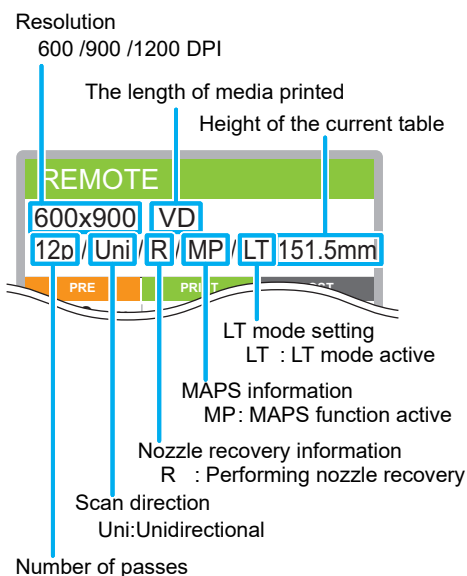 Resolution
600 /900 /1200 DPI
The length of media printed
Height of the current table
REMOTE
600x900 VD
12p/Uni/R/MP/LT 151.5mm
PRE PRINT
LT mode setting
LT : LT mode active
MAPS information
MP: MAPS function active
Nozzle recovery information
R : Performing nozzle recovery
Scan direction
Uni:Unidirectional
Number of passes